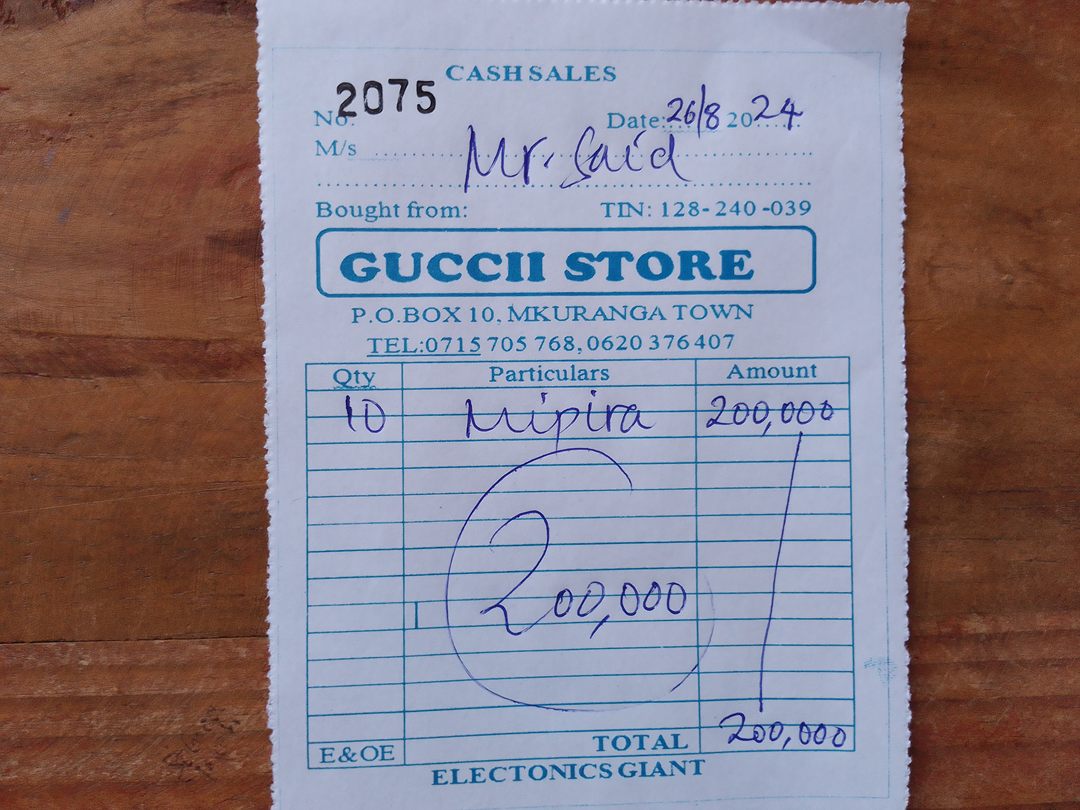 CASH SALES
No. 2075 Date: 26/8 2024
M/s Mr. Said
Bought from: TIN: 128-240-039
GUCCII STORE
P.O.BOX 10, MKURANGA TOWN
TEL:0715 705 768, 0620 376 407
Qty Particulars Amount
10 Mipira 200,000
200,000
E&OE TOTAL 200,000
ELECTONICS GIANT